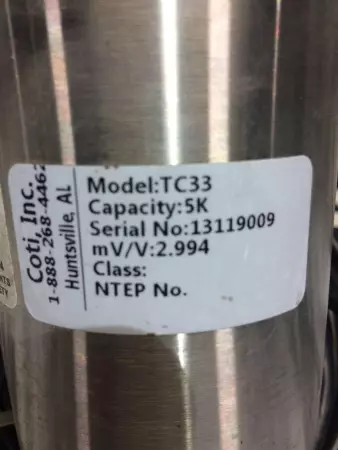 Coti, Inc.
1-888-268-4462
Huntsville, AL
Model:TC33
Capacity:5K
Serial No:13119009
mV/V:2.994
Class:
NTEP No.